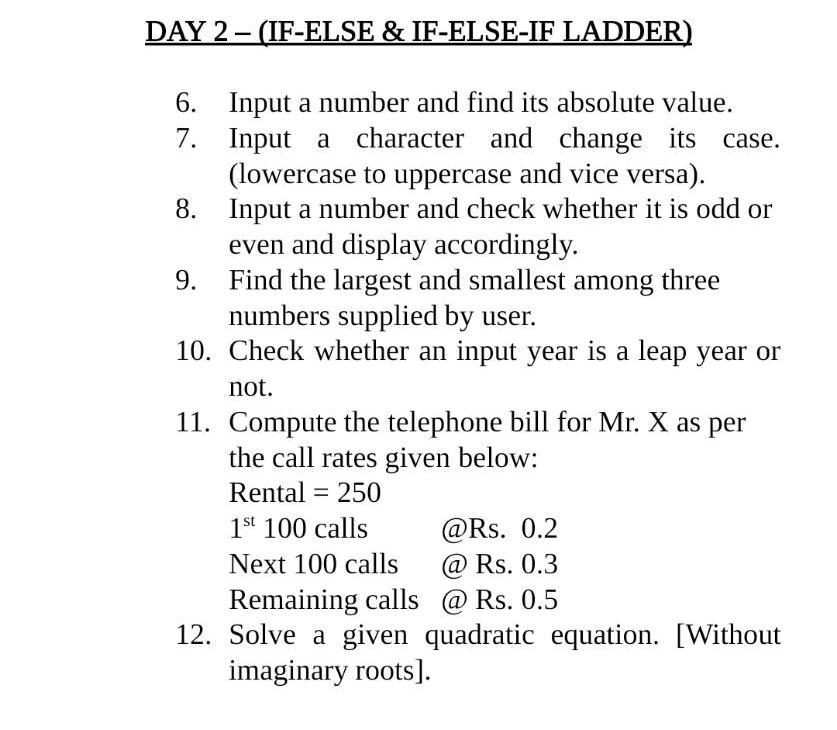 DAY 2 – (IF-ELSE & IF-ELSE-IF LADDER)
6. Input a number and find its absolute value.
7. Input a character and change its case.
(lowercase to uppercase and vice versa).
8. Input a number and check whether it is odd or
even and display accordingly.
9. Find the largest and smallest among three
numbers supplied by user.
10. Check whether an input year is a leap year or
not.
11. Compute the telephone bill for Mr. X as per
the call rates given below:
Rental = 250
1st 100 calls @Rs. 0.2
Next 100 calls @ Rs. 0.3
Remaining calls @ Rs. 0.5
12. Solve a given quadratic equation. [Without
imaginary roots].